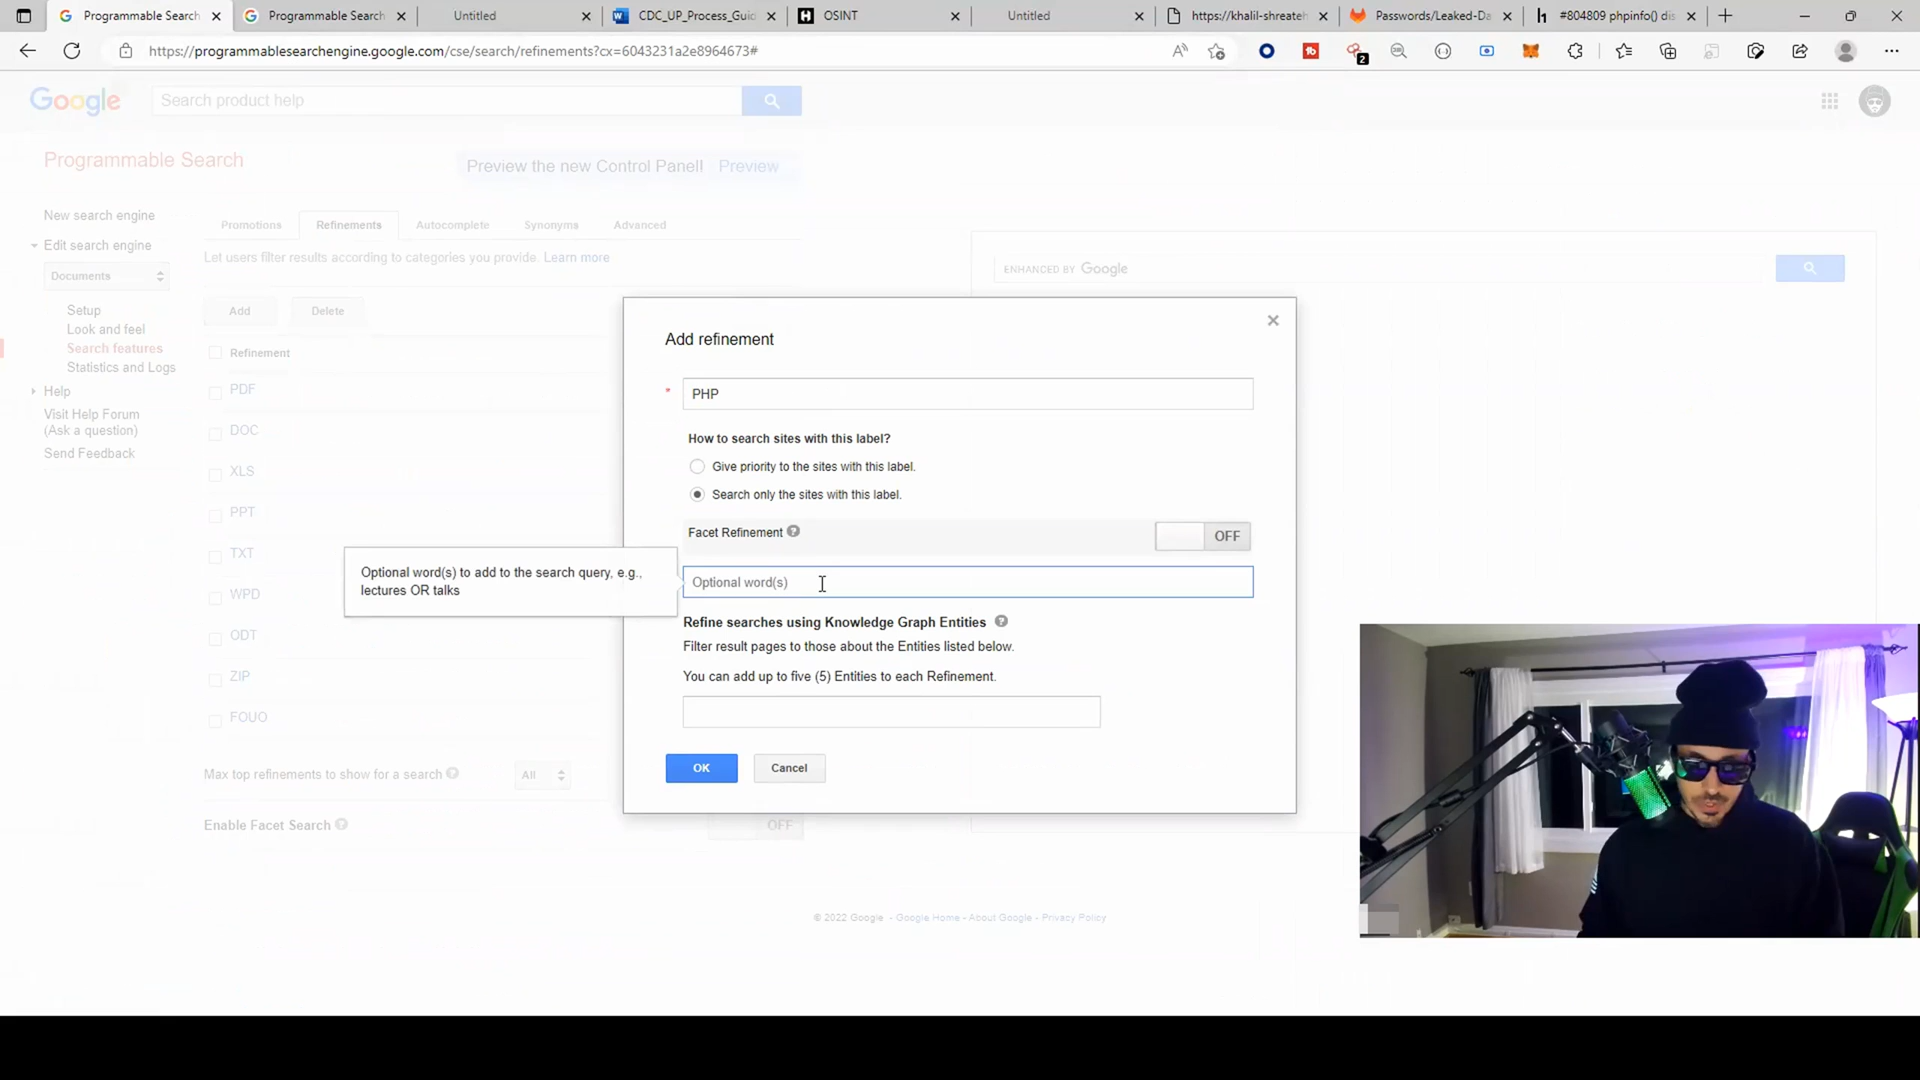 Programmable Search
Programmable Search
Untitled
CDC_UP_Process_Guid
OSINT
Untitled
https://khalil-shreateh
Passwords/Leaked-Da
#804809 phpinfo() dis
https://programmablesearchengine.google.com/cse/search/refinements?cx=6043231a2e8964673#
2
Google
Search product help
Programmable Search
Preview the new Control Panel! Preview
New search engine
Edit search engine
Documents
Setup
Look and feel
Search features
Statistics and Logs
Help
Visit Help Forum
(Ask a question)
Send Feedback
Promotions
Refinements
Autocomplete
Synonyms
Advanced
Let users filter results according to categories you provide. Learn more
ENHANCED BY Google
Add
Delete
Refinement
PDF
DOC
XLS
PPT
TXT
WPD
ODT
ZIP
FOUO
Max top refinements to show for a search
All
Enable Facet Search
OFF
Add refinement
* PHP
How to search sites with this label?
Give priority to the sites with this label.
Search only the sites with this label.
Facet Refinement
OFF
Optional word(s) to add to the search query, e.g.,
lectures OR talks
Optional word(s)
Refine searches using Knowledge Graph Entities
Filter result pages to those about the Entities listed below.
You can add up to five (5) Entities to each Refinement.
OK
Cancel
© 2022 Google - Google Home - About Google - Privacy Policy